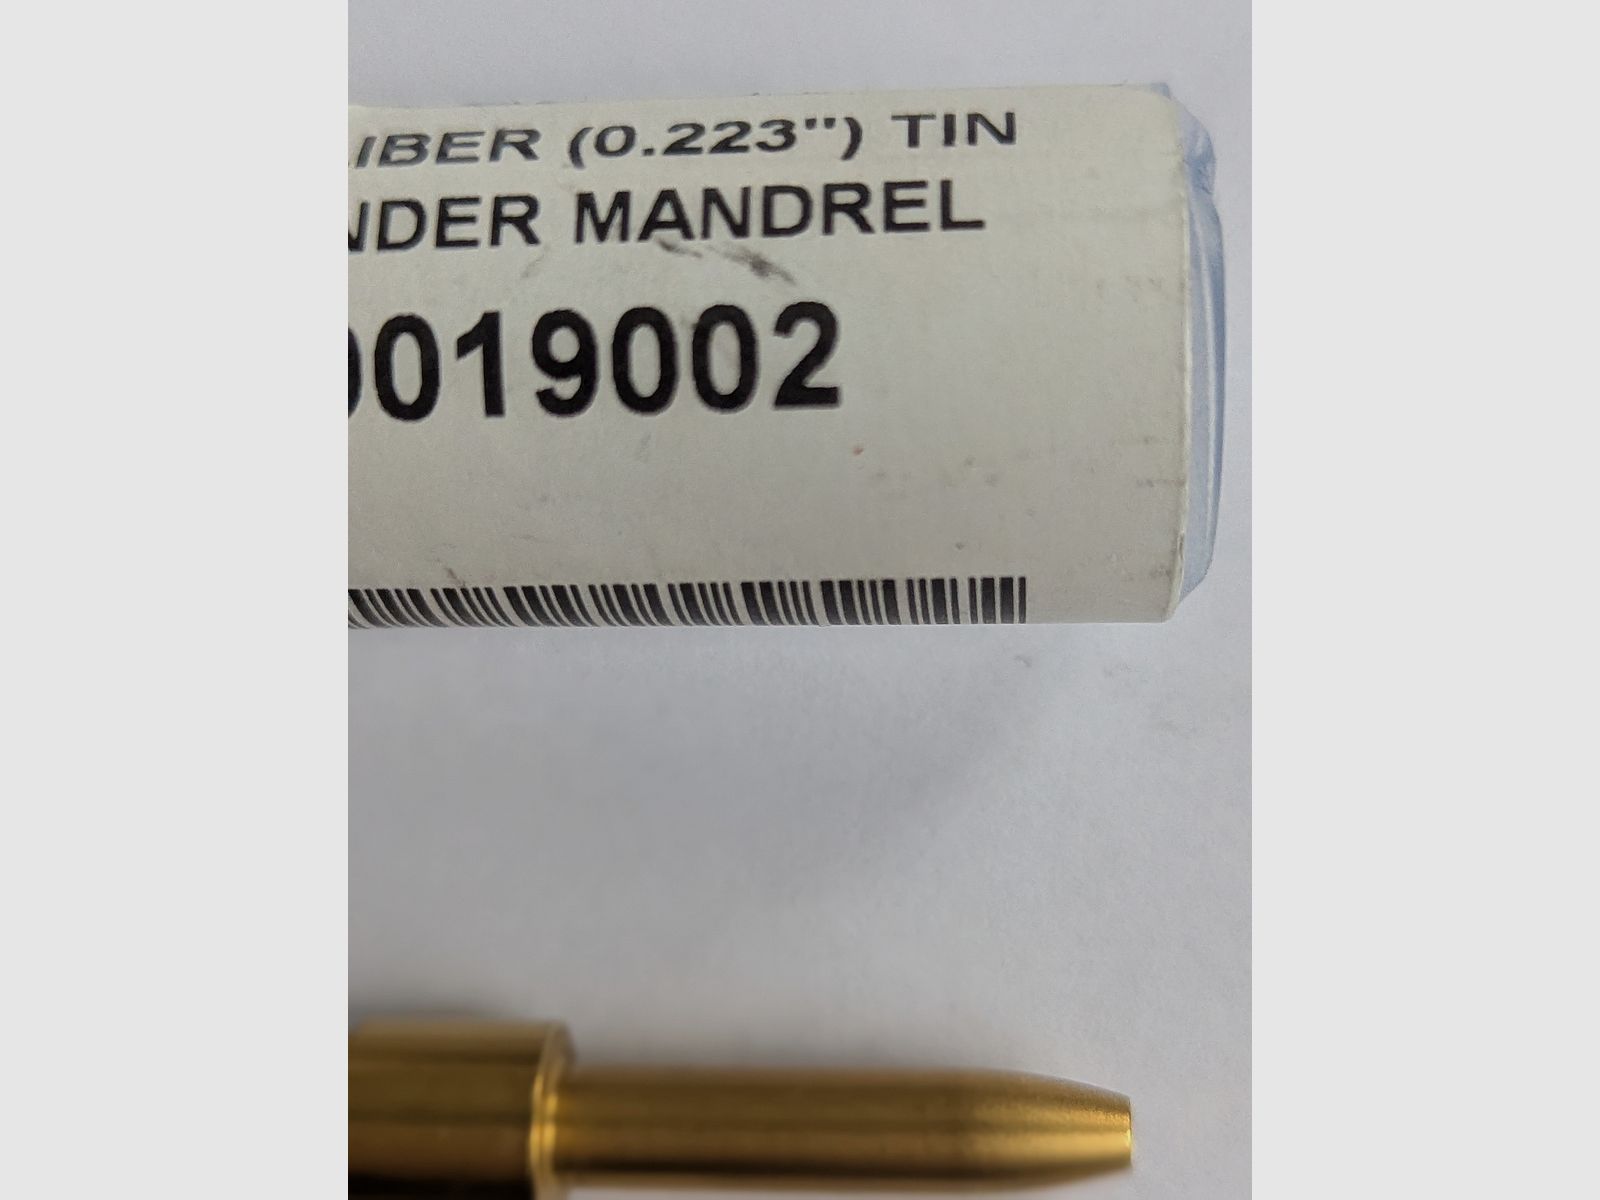 IBER (0.223") TIN
NDER MANDREL
0019002